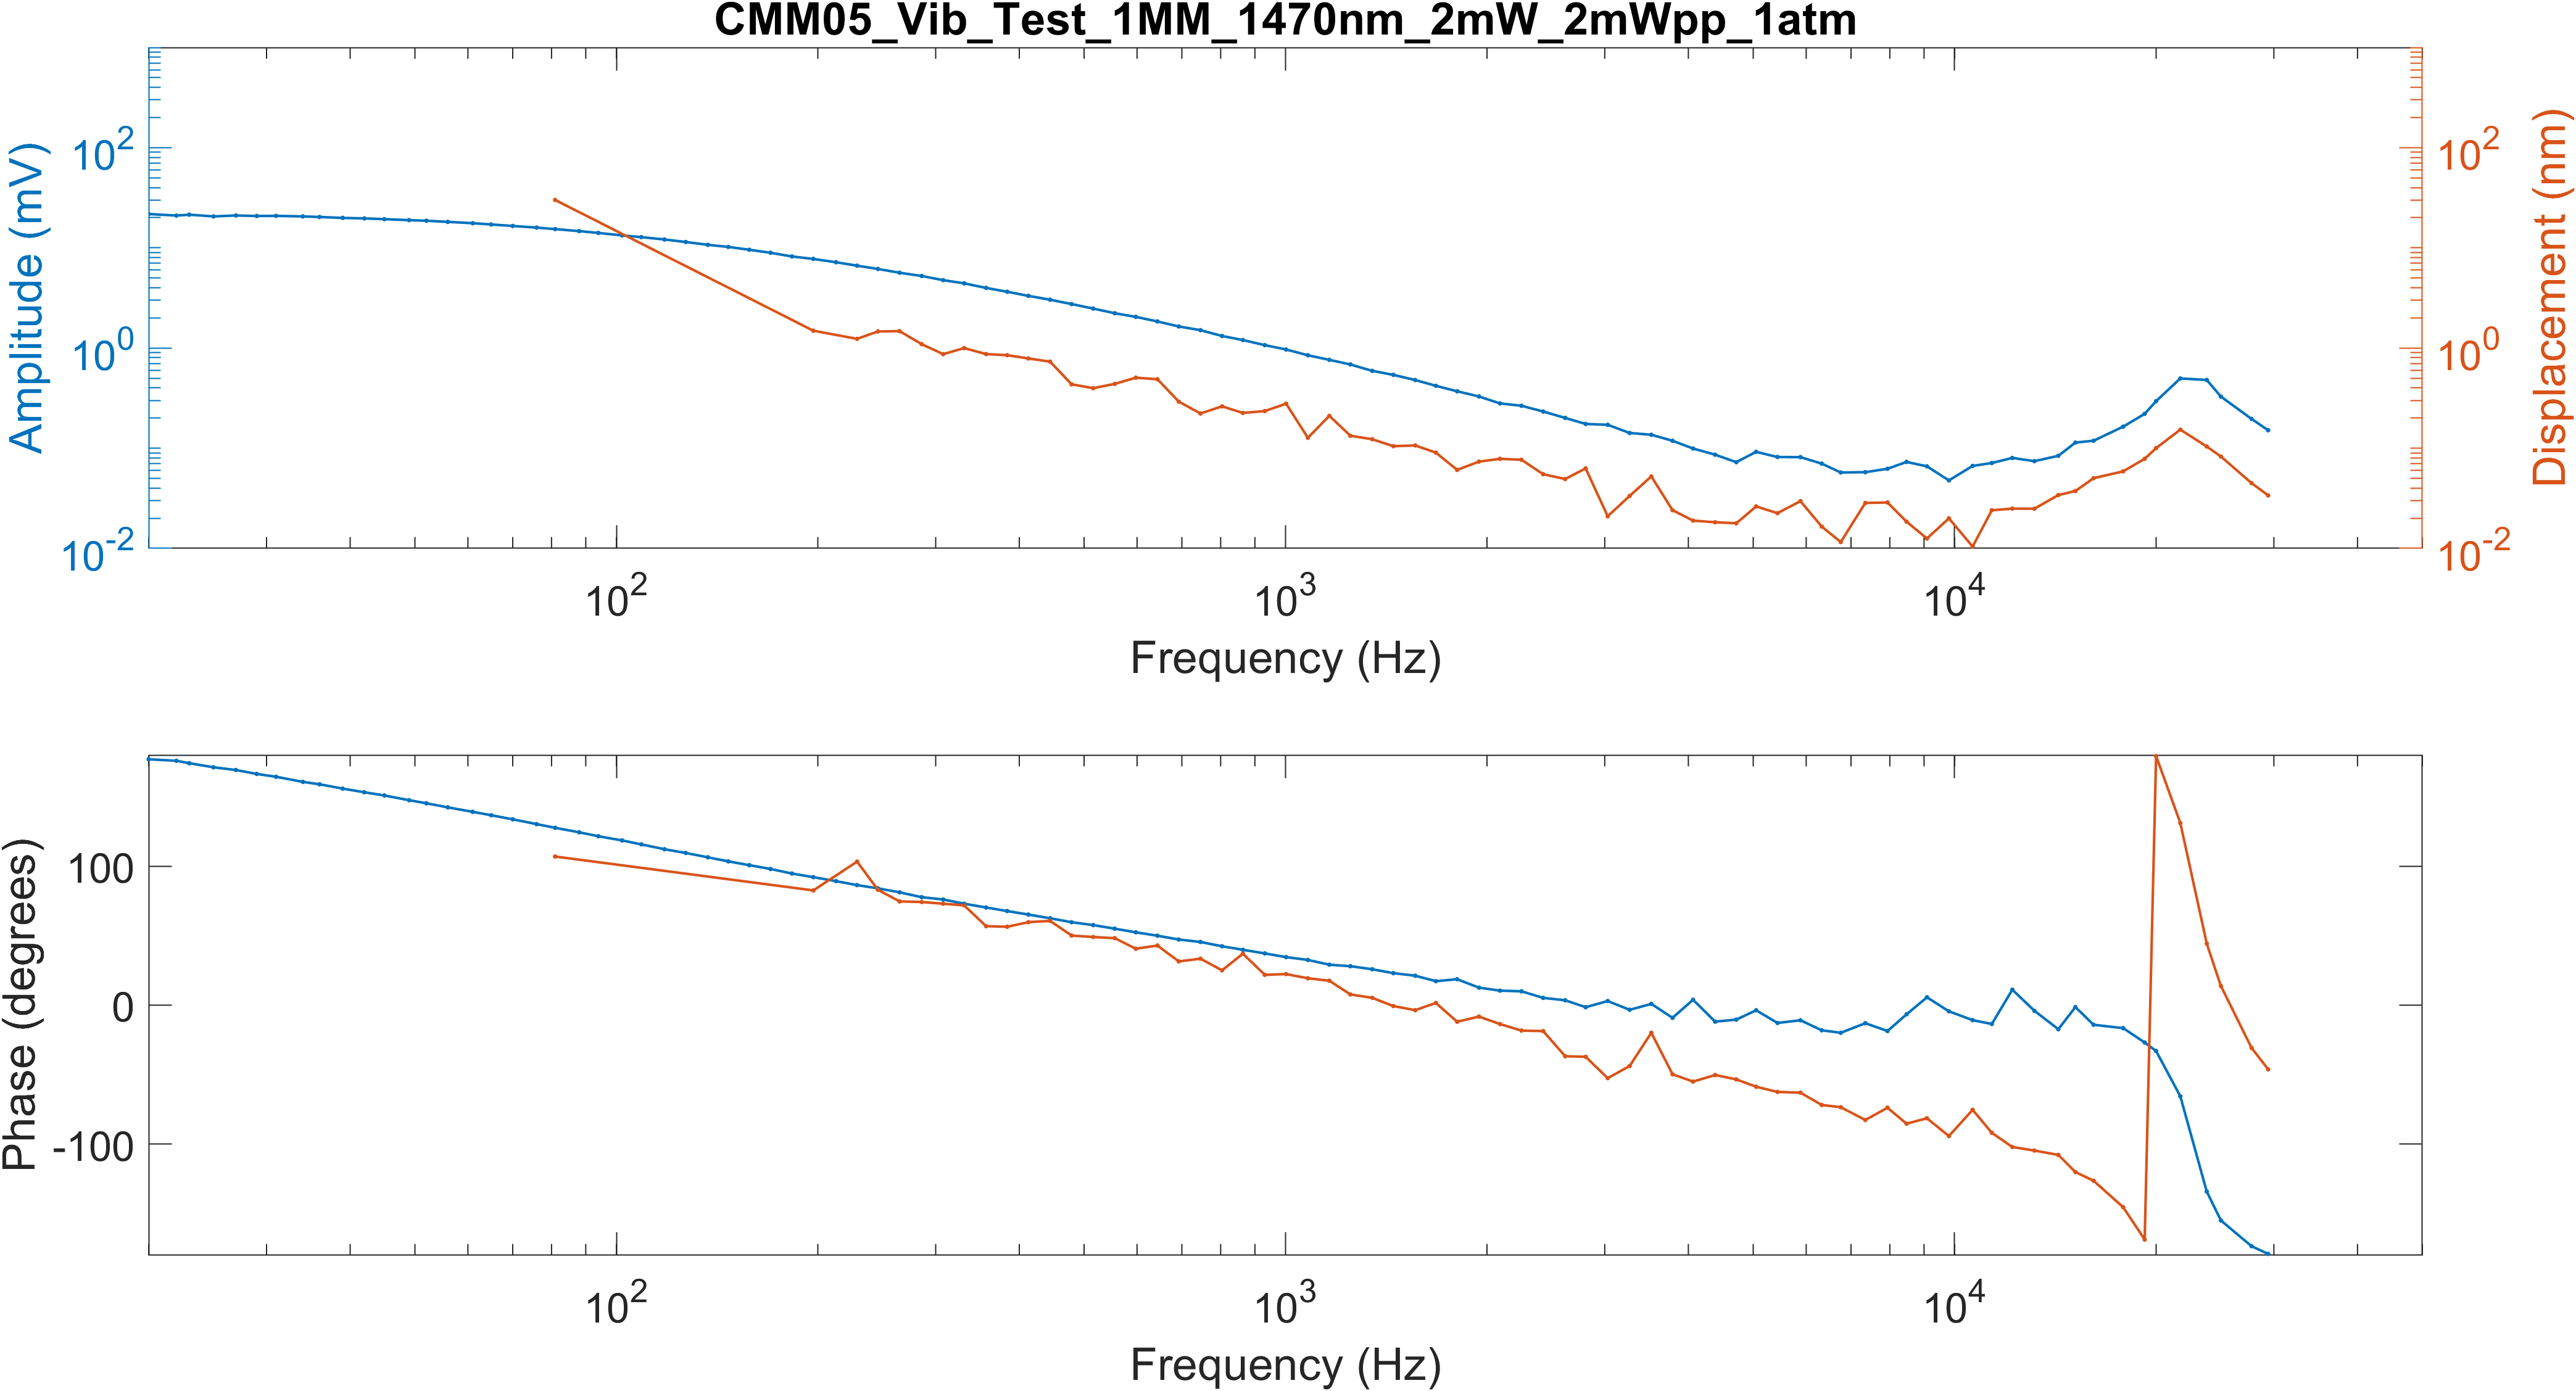 CMM05_Vib_Test_1MM_1470nm_2mW_2mWpp_1atm
Amplitude (mV)
10^2
10^0
10^-2
Displacement (nm)
10^2
10^0
10^-2
10^2 10^3 10^4
Frequency (Hz)
Phase (degrees)
100
0
-100
10^2 10^3 10^4
Frequency (Hz)